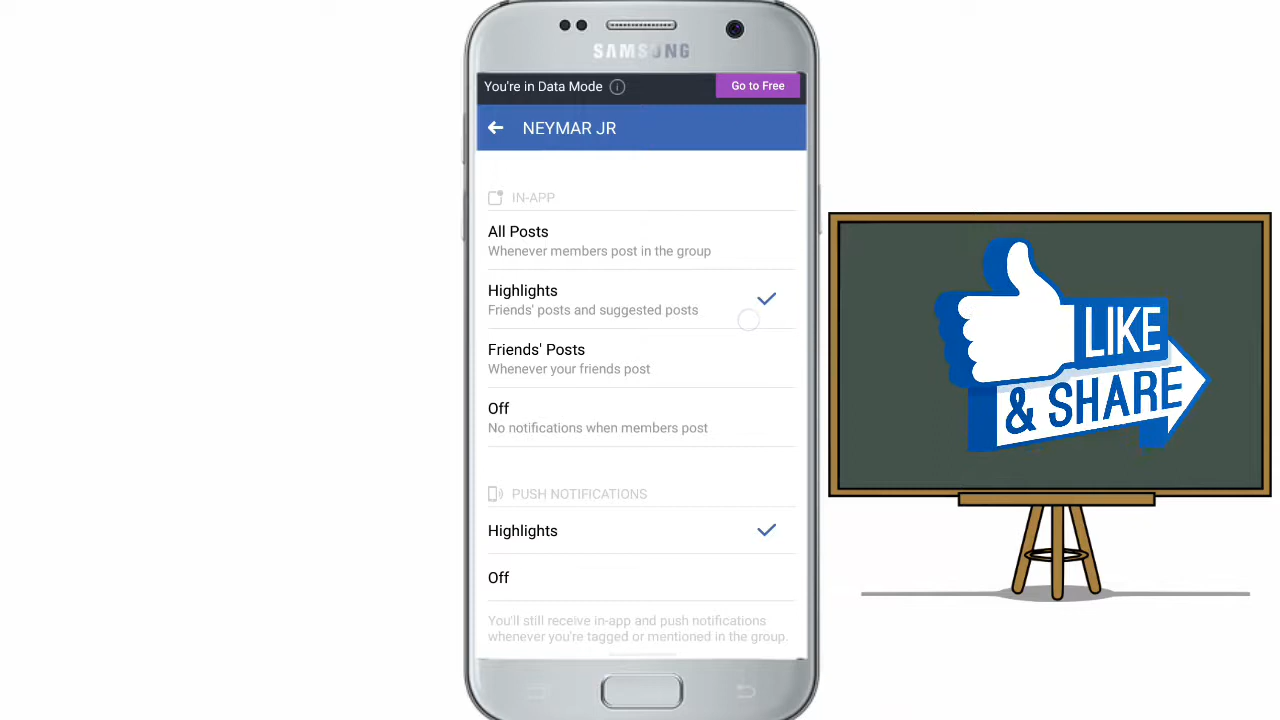 SAMSUNG
You're in Data Mode
Go to Free
NEYMAR JR
IN-APP
All Posts
Whenever members post in the group
Highlights
Friends' posts and suggested posts
Friends' Posts
Whenever your friends post
Off
No notifications when members post
PUSH NOTIFICATIONS
Highlights
Off
You'll still receive in-app and push notifications
whenever you're tagged or mentioned in the group.
LIKE
& SHARE